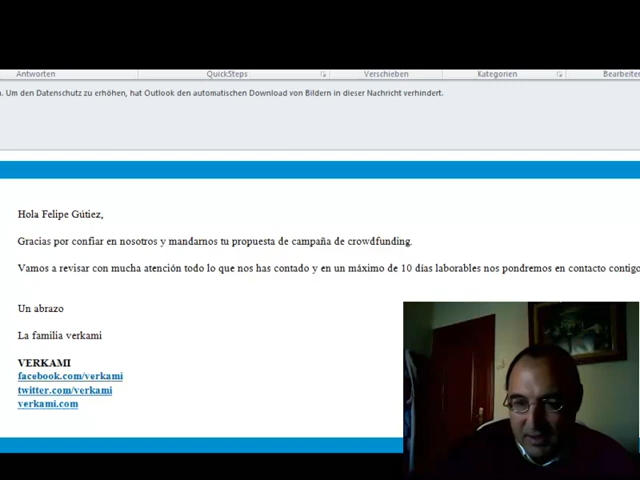 Antworten QuickSteps Verschieben Kategorien
. Um den Datenschutz zu erhöhen, hat Outlook den automatischen Download von Bildern in dieser Nachricht verhindert.
Hola Felipe Gútiez,
Gracias por confiar en nosotros y mandarnos tu propuesta de campaña de crowdfunding.
Vamos a revisar con mucha atención todo lo que nos has contado y en un máximo de 10 días laborables nos pondremos en contacto contigo
Un abrazo
La familia verkami
VERKAMI
facebook.com/verkami
twitter.com/verkami
verkami.com